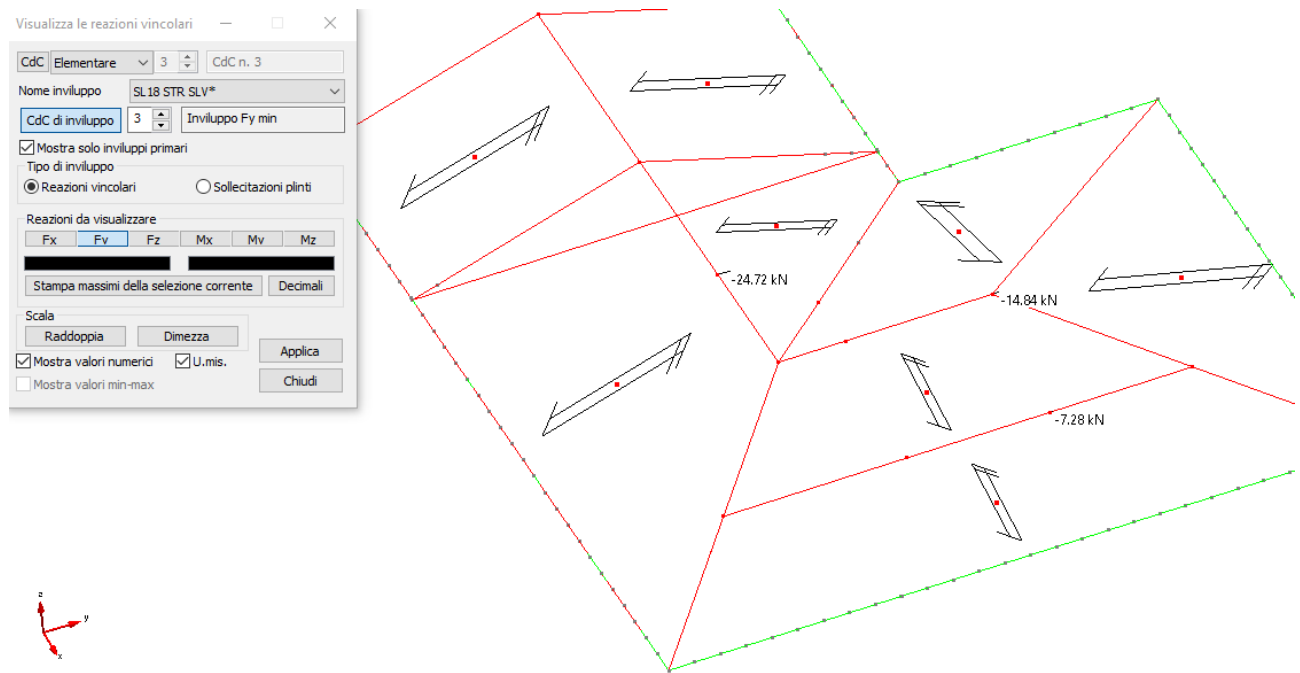 Visualizza le reazioni vincolari
CdC Elementare 3 CdC n. 3
Nome inviluppo SL18 STR SLV*
CdC di inviluppo 3 Inviluppo Fy min
Mostra solo inviluppi primari
Tipo di inviluppo
Reazioni vincolari Sollecitazioni plinti
Reazioni da visualizzare
Fx Fy Fz Mx My Mz
Stampa massimi della selezione corrente Decimali
Scala
Raddoppia Dimezza
Mostra valori numerici U.mis. Applica
Mostra valori min-max Chiudi
-24.72 kN
-14.84 kN
-7.28 kN
z
y
x